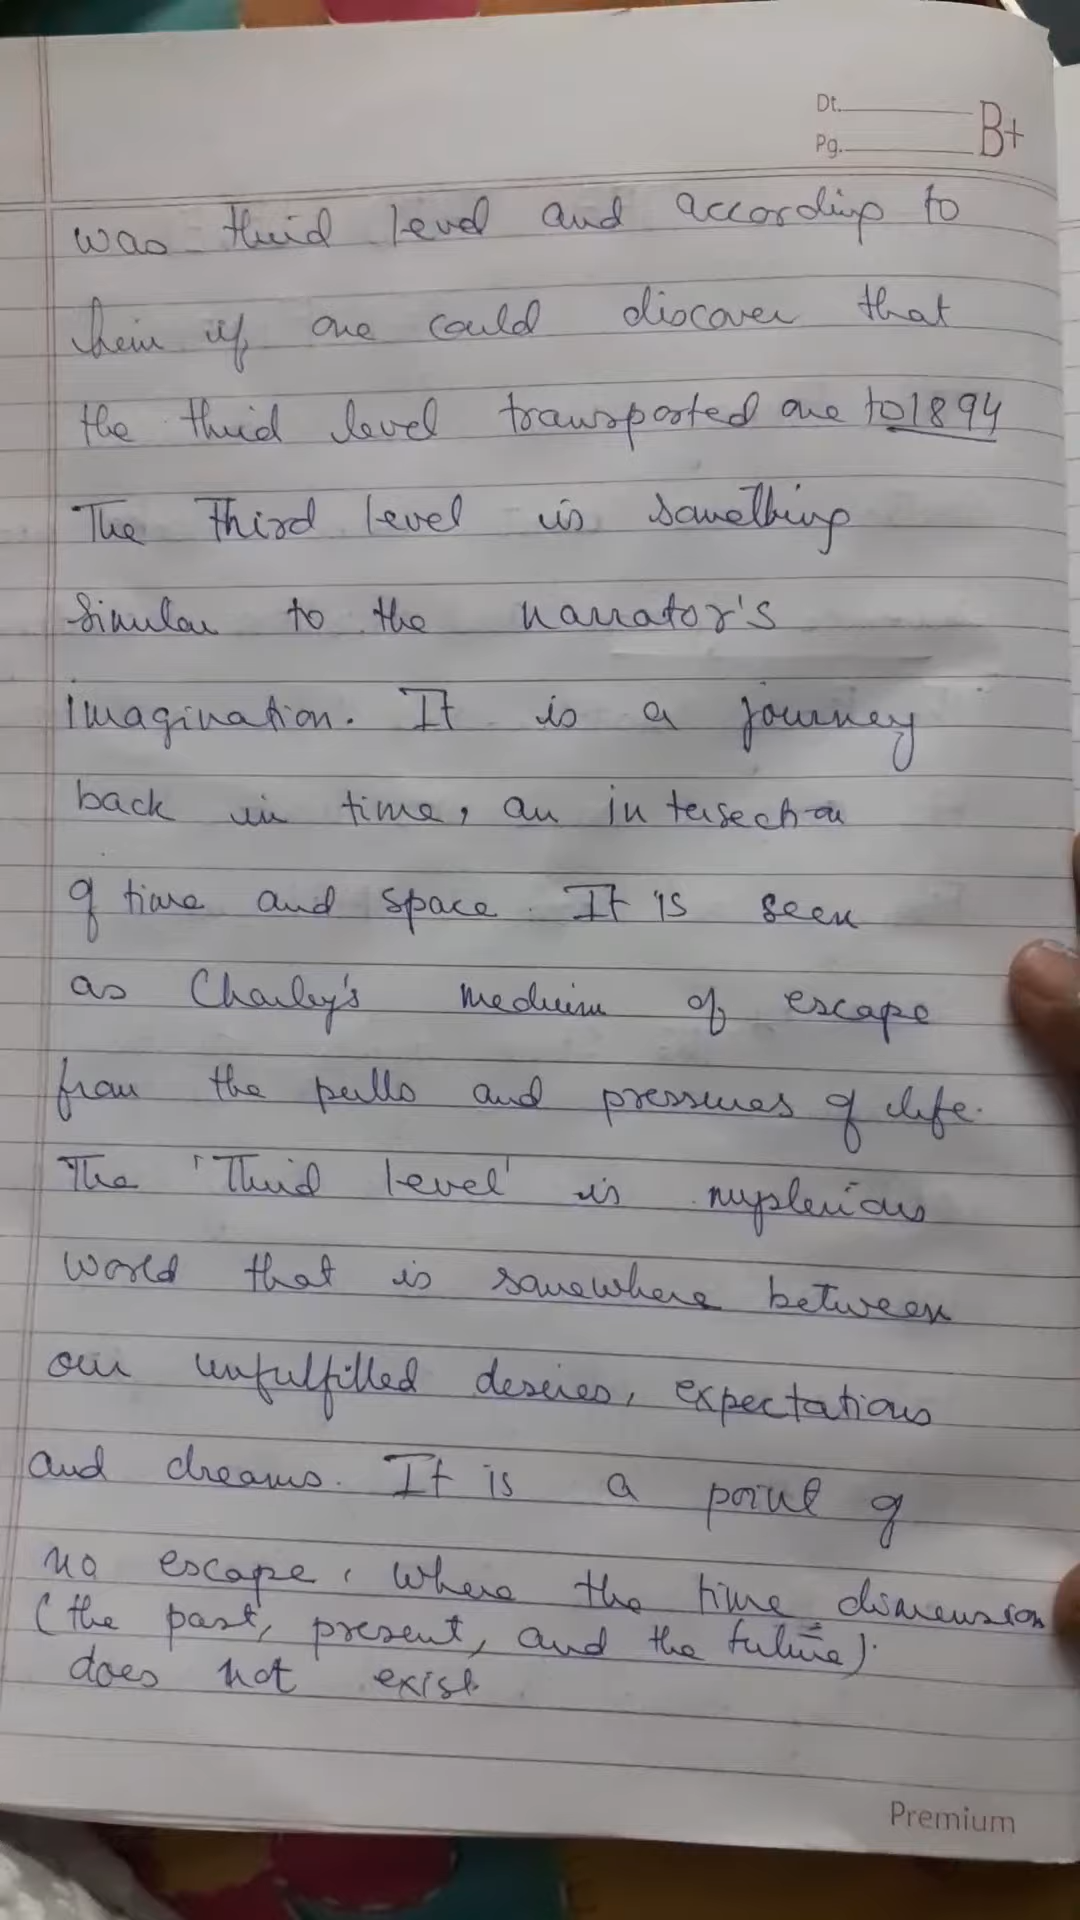 Dt.
Pg.
B+
was third level and according to
him if one could discover that
the third level transported one to 1894
The Third level is something
Similar to the narrator's
imagination. It is a journey
back in time, an intersection
of time and space. It is seen
as Charley's medium of escape
from the pulls and pressures of life.
The 'Third level' is mysterious
world that is somewhere between
our unfulfilled desires, expectations
and dreams. It is a point of
no escape, where the time dimension
(the past, present, and the future)
does not exist.
Premium